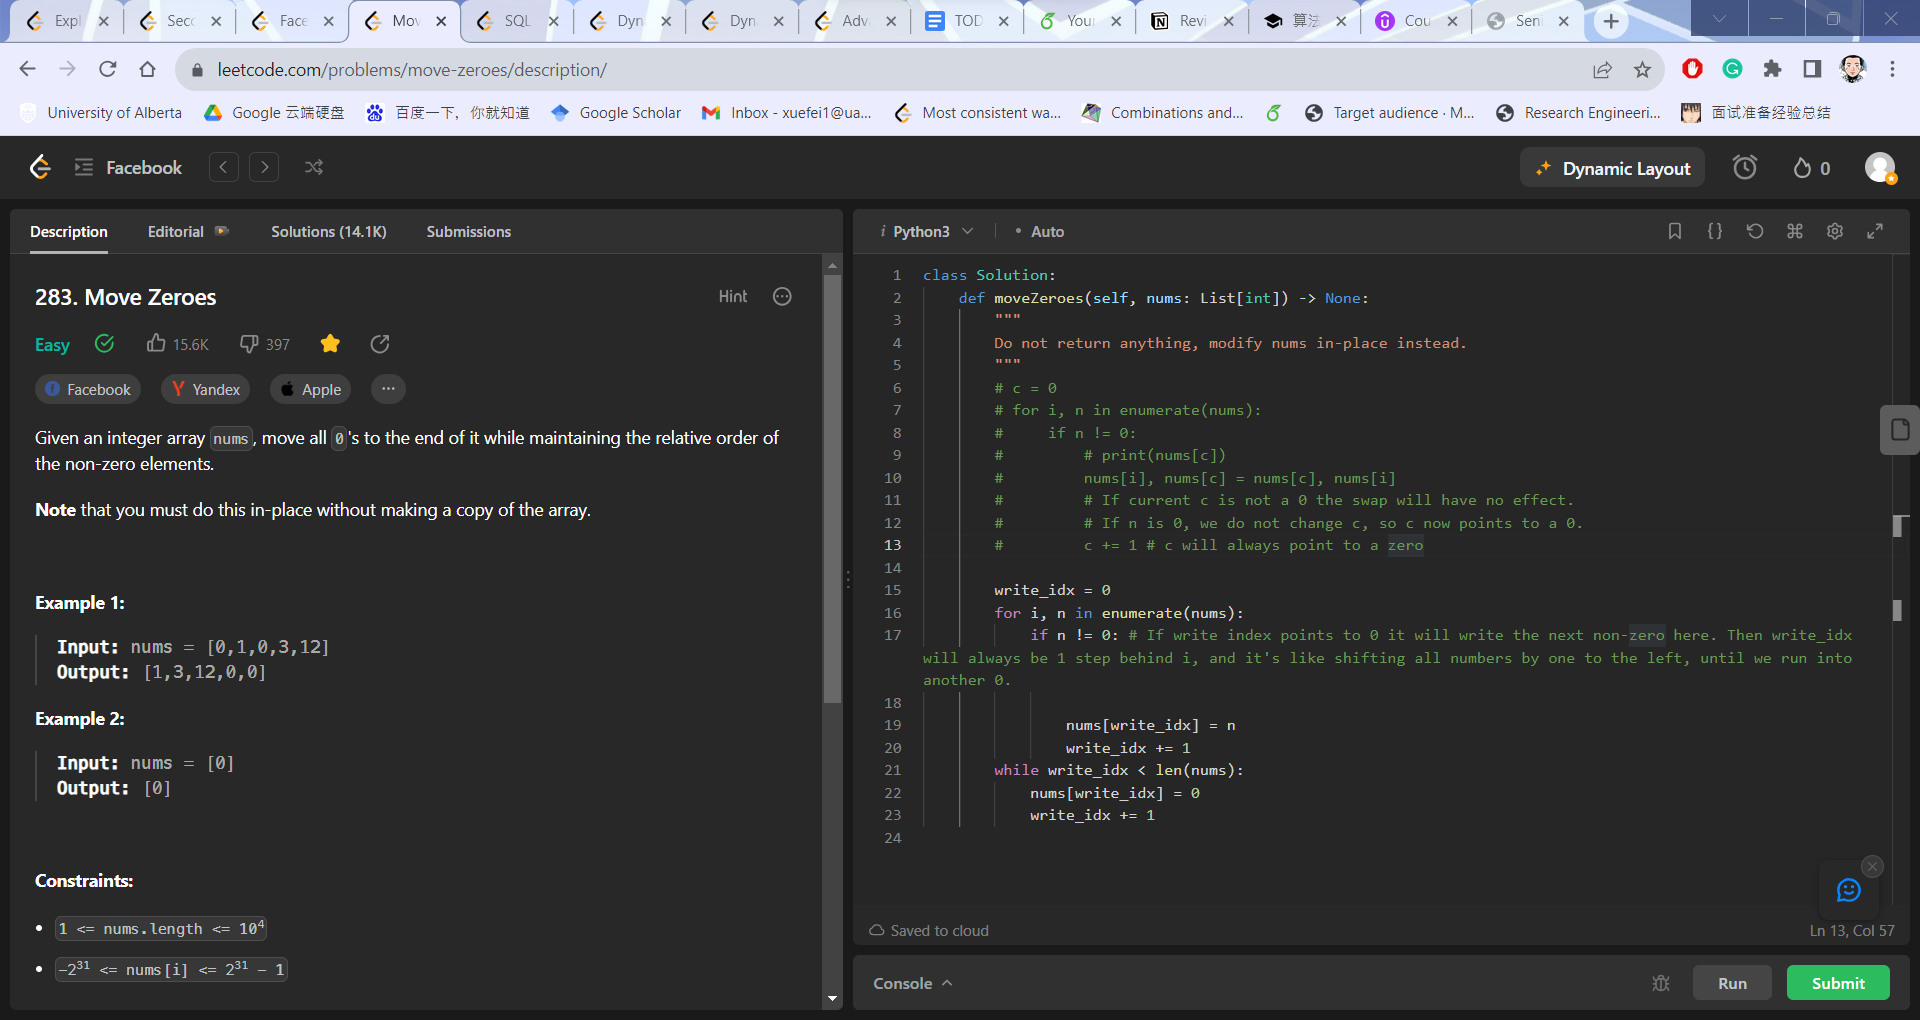 Expl
Sec
Face
Mov
SQL
Dyn
Dyn
Adv
TOD
Your
Revi
算法
Cou
Seni
leetcode.com/problems/move-zeroes/description/
University of Alberta
Google 云端硬盘
百度一下，你就知道
Google Scholar
Inbox - xuefei1@ua...
Most consistent wa...
Combinations and...
Target audience · M...
Research Engineeri...
面试准备经验总结
Facebook
Dynamic Layout
0
Description
Editorial
Solutions (14.1K)
Submissions
283. Move Zeroes
Hint
Easy
15.6K
397
Facebook
Yandex
Apple
Given an integer array nums, move all 0's to the end of it while maintaining the relative order of
the non-zero elements.
Note that you must do this in-place without making a copy of the array.
Example 1:
Input: nums = [0,1,0,3,12]
Output: [1,3,12,0,0]
Example 2:
Input: nums = [0]
Output: [0]
Constraints:
• 1 <= nums.length <= 10⁴
• -2³¹ <= nums[i] <= 2³¹ - 1
i Python3
• Auto
1 class Solution:
2 def moveZeroes(self, nums: List[int]) -> None:
3 """
4 Do not return anything, modify nums in-place instead.
5 """
6 # c = 0
7 # for i, n in enumerate(nums):
8 # if n != 0:
9 # # print(nums[c])
10 # nums[i], nums[c] = nums[c], nums[i]
11 # # If current c is not a 0 the swap will have no effect.
12 # # If n is 0, we do not change c, so c now points to a 0.
13 # c += 1 # c will always point to a zero
14
15 write_idx = 0
16 for i, n in enumerate(nums):
17 if n != 0: # If write index points to 0 it will write the next non-zero here. Then write_idx
will always be 1 step behind i, and it's like shifting all numbers by one to the left, until we run into
another 0.
18
19 nums[write_idx] = n
20 write_idx += 1
21 while write_idx < len(nums):
22 nums[write_idx] = 0
23 write_idx += 1
24
Saved to cloud
Ln 13, Col 57
Console
Run
Submit